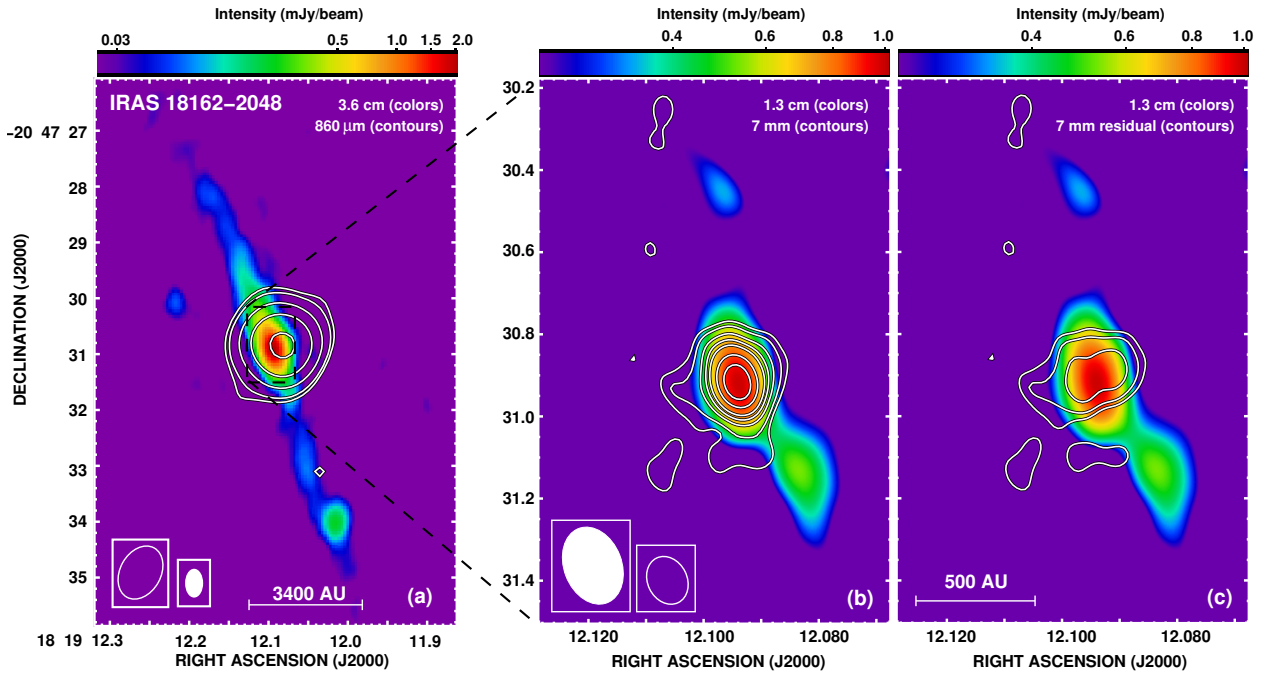 Intensity (mJy/beam)
0.03 0.5 1.0 1.5 2.0
IRAS 18162−2048
3.6 cm (colors)
860 μm (contours)
DECLINATION (J2000)
−20 47 27
28
29
30
31
32
33
34
35
3400 AU
(a)
18 19 12.3 12.2 12.1 12.0 11.9
RIGHT ASCENSION (J2000)
Intensity (mJy/beam)
0.4 0.6 1.0
1.3 cm (colors)
7 mm (contours)
30.2
30.4
30.6
30.8
31.0
31.2
31.4
(b)
12.120 12.100 12.080
RIGHT ASCENSION (J2000)
Intensity (mJy/beam)
0.4 0.6 1.0
1.3 cm (colors)
7 mm residual (contours)
500 AU
(c)
12.120 12.100 12.080
RIGHT ASCENSION (J2000)